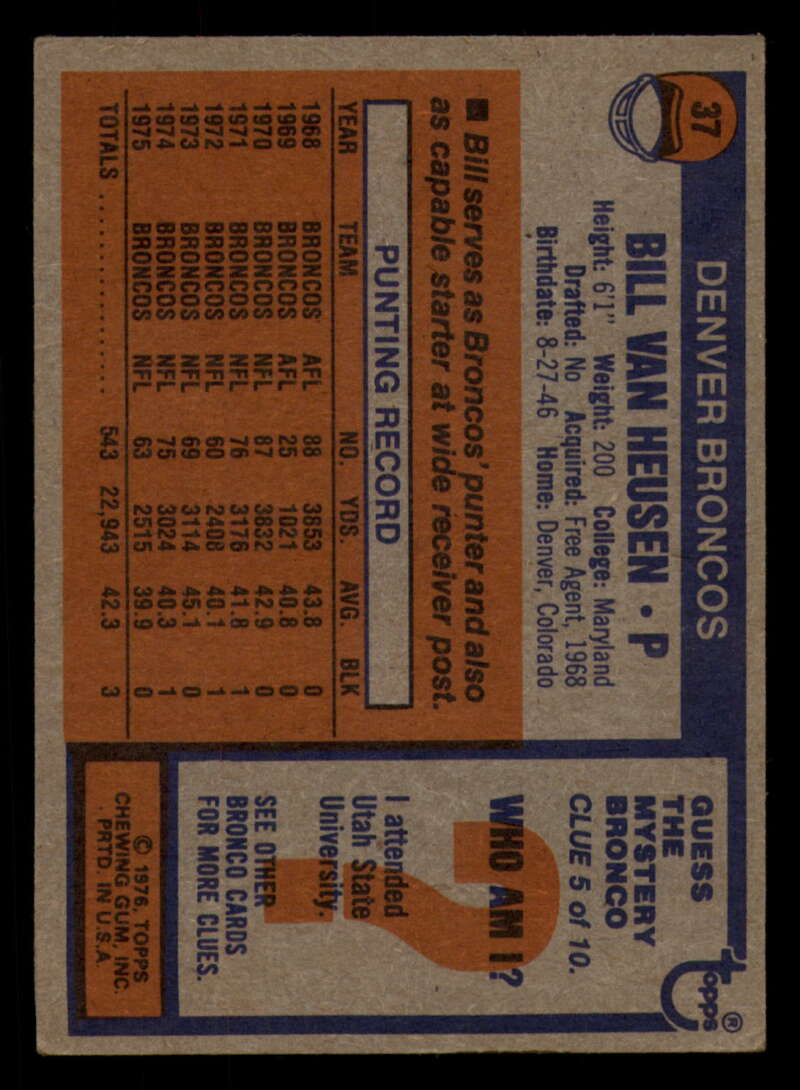 37
DENVER BRONCOS
BILL VAN HEUSEN • P
Height: 6'1" Weight: 200 College: Maryland
Drafted: No Acquired: Free Agent, 1968
Birthdate: 8-27-46 Home: Denver, Colorado
■ Bill serves as Broncos' punter and also
as capable starter at wide receiver post.
PUNTING RECORD
YEAR TEAM NO. YDS. AVG. BLK
1968 BRONCOS AFL 88 3853 43.8 0
1969 BRONCOS AFL 25 1021 40.8 0
1970 BRONCOS NFL 87 3832 42.9 0
1971 BRONCOS NFL 76 3176 41.8 1
1972 BRONCOS NFL 60 2408 40.1 1
1973 BRONCOS NFL 69 3114 45.1 0
1974 BRONCOS NFL 75 3024 40.3 1
1975 BRONCOS NFL 63 2515 39.9 0
TOTALS .................... 543 22,943 42.3 3
topps®
GUESS
THE
MYSTERY
BRONCO
CLUE 5 of 10.
?
WHO AM I?
I attended
Utah State
University.
SEE OTHER
BRONCO CARDS
FOR MORE CLUES.
© 1976, TOPPS
CHEWING GUM, INC.
PRTD. IN U.S.A.